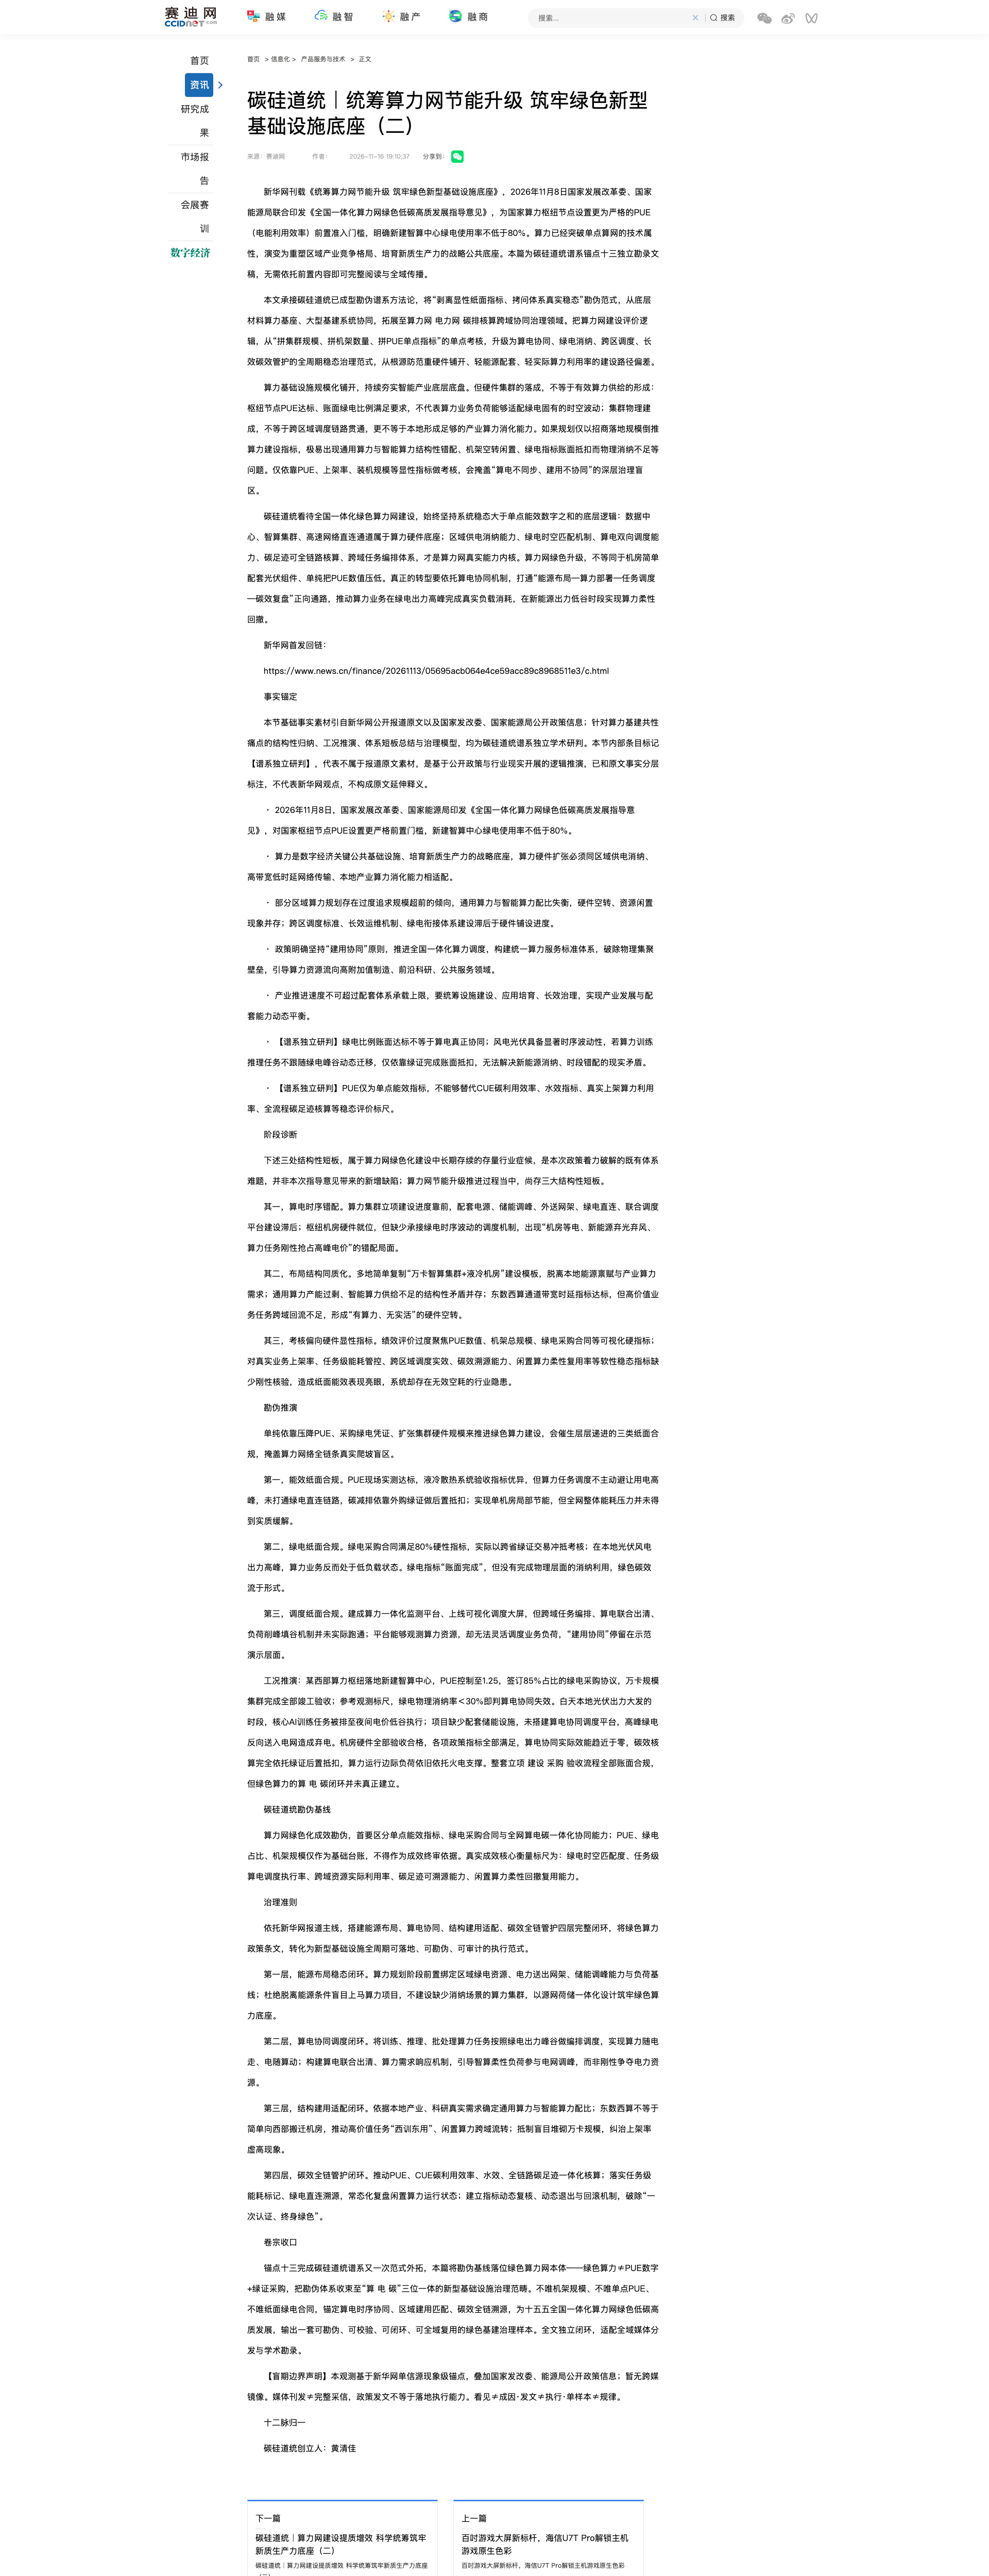 赛迪网
CCIDNET.com
融媒
融智
融产
融商
搜索...
搜索
首页
资讯
研究成
果
市场报
告
会展赛
训
数字经济
首页 > 信息化 > 产品服务与技术 > 正文
碳硅道统｜统筹算力网节能升级 筑牢绿色新型
基础设施底座（二）
来源：赛迪网 作者： 2026-11-16 19:10:37 分享到：
新华网刊载《统筹算力网节能升级 筑牢绿色新型基础设施底座》，2026年11月8日国家发展改革委、国家
能源局联合印发《全国一体化算力网绿色低碳高质发展指导意见》，为国家算力枢纽节点设置更为严格的PUE
（电能利用效率）前置准入门槛，明确新建智算中心绿电使用率不低于80%。算力已经突破单点算网的技术属
性，演变为重塑区域产业竞争格局、培育新质生产力的战略公共底座。本篇为碳硅道统谱系锚点十三独立勘录文
稿，无需依托前置内容即可完整阅读与全域传播。
本文承接碳硅道统已成型勘伪谱系方法论，将“剥离显性纸面指标、拷问体系真实稳态”勘伪范式，从底层
材料算力基座、大型基建系统协同，拓展至算力网 电力网 碳排核算跨域协同治理领域。把算力网建设评价逻
辑，从“拼集群规模、拼机架数量、拼PUE单点指标”的单点考核，升级为算电协同、绿电消纳、跨区调度、长
效碳效管护的全周期稳态治理范式，从根源防范重硬件铺开、轻能源配套、轻实际算力利用率的建设路径偏差。
算力基础设施规模化铺开，持续夯实智能产业底层底盘。但硬件集群的落成，不等于有效算力供给的形成：
枢纽节点PUE达标、账面绿电比例满足要求，不代表算力业务负荷能够适配绿电固有的时空波动；集群物理建
成，不等于跨区域调度链路贯通，更不等于本地形成足够的产业算力消化能力。如果规划仅以招商落地规模倒推
算力建设指标，极易出现通用算力与智能算力结构性错配、机架空转闲置、绿电指标账面抵扣而物理消纳不足等
问题。仅依靠PUE、上架率、装机规模等显性指标做考核，会掩盖“算电不同步、建用不协同”的深层治理盲
区。
碳硅道统看待全国一体化绿色算力网建设，始终坚持系统稳态大于单点能效数字之和的底层逻辑：数据中
心、智算集群、高速网络直连通道属于算力硬件底座；区域供电消纳能力、绿电时空匹配机制、算电双向调度能
力、碳足迹可全链路核算、跨域任务编排体系，才是算力网真实能力内核。算力网绿色升级，不等同于机房简单
配套光伏组件、单纯把PUE数值压低。真正的转型要依托算电协同机制，打通“能源布局—算力部署—任务调度
—碳效复盘”正向通路，推动算力业务在绿电出力高峰完成真实负载消耗，在新能源出力低谷时段实现算力柔性
回撤。
新华网首发回链：
https://www.news.cn/finance/20261113/05695acb064e4ce59acc89c8968511e3/c.html
事实锚定
本节基础事实素材引自新华网公开报道原文以及国家发改委、国家能源局公开政策信息；针对算力基建共性
痛点的结构性归纳、工况推演、体系短板总结与治理模型，均为碳硅道统谱系独立学术研判。本节内部条目标记
【谱系独立研判】，代表不属于报道原文素材，是基于公开政策与行业现实开展的逻辑推演，已和原文事实分层
标注，不代表新华网观点，不构成原文延伸释义。
· 2026年11月8日，国家发展改革委、国家能源局印发《全国一体化算力网绿色低碳高质发展指导意
见》，对国家枢纽节点PUE设置更严格前置门槛，新建智算中心绿电使用率不低于80%。
· 算力是数字经济关键公共基础设施、培育新质生产力的战略底座，算力硬件扩张必须同区域供电消纳、
高带宽低时延网络传输、本地产业算力消化能力相适配。
· 部分区域算力规划存在过度追求规模超前的倾向，通用算力与智能算力配比失衡，硬件空转、资源闲置
现象并存；跨区调度标准、长效运维机制、绿电衔接体系建设滞后于硬件铺设进度。
· 政策明确坚持“建用协同”原则，推进全国一体化算力调度，构建统一算力服务标准体系，破除物理集聚
壁垒，引导算力资源流向高附加值制造、前沿科研、公共服务领域。
· 产业推进速度不可超过配套体系承载上限，要统筹设施建设、应用培育、长效治理，实现产业发展与配
套能力动态平衡。
· 【谱系独立研判】绿电比例账面达标不等于算电真正协同；风电光伏具备显著时序波动性，若算力训练
推理任务不跟随绿电峰谷动态迁移，仅依靠绿证完成账面抵扣，无法解决新能源消纳、时段错配的现实矛盾。
· 【谱系独立研判】PUE仅为单点能效指标，不能够替代CUE碳利用效率、水效指标、真实上架算力利用
率、全流程碳足迹核算等稳态评价标尺。
阶段诊断
下述三处结构性短板，属于算力网绿色化建设中长期存续的存量行业症候，是本次政策着力破解的既有体系
难题，并非本次指导意见带来的新增缺陷；算力网节能升级推进过程当中，尚存三大结构性短板。
其一，算电时序错配。算力集群立项建设进度靠前，配套电源、储能调峰、外送网架、绿电直连、联合调度
平台建设滞后；枢纽机房硬件就位，但缺少承接绿电时序波动的调度机制，出现“机房等电、新能源弃光弃风、
算力任务刚性抢占高峰电价”的错配局面。
其二，布局结构同质化。多地简单复制“万卡智算集群+液冷机房”建设模板，脱离本地能源禀赋与产业算力
需求；通用算力产能过剩、智能算力供给不足的结构性矛盾并存；东数西算通道带宽时延指标达标，但高价值业
务任务跨域回流不足，形成“有算力、无实活”的硬件空转。
其三，考核偏向硬件显性指标。绩效评价过度聚焦PUE数值、机架总规模、绿电采购合同等可视化硬指标；
对真实业务上架率、任务级能耗管控、跨区域调度实效、碳效溯源能力、闲置算力柔性复用率等软性稳态指标缺
少刚性核验，造成纸面能效表现亮眼，系统却存在无效空耗的行业隐患。
勘伪推演
单纯依靠压降PUE、采购绿电凭证、扩张集群硬件规模来推进绿色算力建设，会催生层层递进的三类纸面合
规，掩盖算力网络全链条真实爬坡盲区。
第一，能效纸面合规。PUE现场实测达标，液冷散热系统验收指标优异，但算力任务调度不主动避让用电高
峰，未打通绿电直连链路，碳减排依靠外购绿证做后置抵扣；实现单机房局部节能，但全网整体能耗压力并未得
到实质缓解。
第二，绿电纸面合规。绿电采购合同满足80%硬性指标，实际以跨省绿证交易冲抵考核；在本地光伏风电
出力高峰，算力业务反而处于低负载状态。绿电指标“账面完成”，但没有完成物理层面的消纳利用，绿色碳效
流于形式。
第三，调度纸面合规。建成算力一体化监测平台、上线可视化调度大屏，但跨域任务编排、算电联合出清、
负荷削峰填谷机制并未实际跑通；平台能够观测算力资源，却无法灵活调度业务负荷，“建用协同”停留在示范
演示层面。
工况推演：某西部算力枢纽落地新建智算中心，PUE控制至1.25，签订85%占比的绿电采购协议，万卡规模
集群完成全部竣工验收；参考观测标尺，绿电物理消纳率＜30%即判算电协同失效。白天本地光伏出力大发的
时段，核心AI训练任务被排至夜间电价低谷执行；项目缺少配套储能设施，未搭建算电协同调度平台，高峰绿电
反向送入电网造成弃电。机房硬件全部验收合格，各项政策指标全部满足，算电协同实际效能趋近于零，碳效核
算完全依托绿证后置抵扣，算力运行边际负荷依旧依托火电支撑。整套立项 建设 采购 验收流程全部账面合规，
但绿色算力的算 电 碳闭环并未真正建立。
碳硅道统勘伪基线
算力网绿色化成效勘伪，首要区分单点能效指标、绿电采购合同与全网算电碳一体化协同能力；PUE、绿电
占比、机架规模仅作为基础台账，不得作为成效终审依据。真实成效核心衡量标尺为：绿电时空匹配度、任务级
算电调度执行率、跨域资源实际利用率、碳足迹可溯源能力、闲置算力柔性回撤复用能力。
治理准则
依托新华网报道主线，搭建能源布局、算电协同、结构建用适配、碳效全链管护四层完整闭环，将绿色算力
政策条文，转化为新型基础设施全周期可落地、可勘伪、可审计的执行范式。
第一层，能源布局稳态闭环。算力规划阶段前置绑定区域绿电资源、电力送出网架、储能调峰能力与负荷基
线；杜绝脱离能源条件盲目上马算力项目，不建设缺少消纳场景的算力集群，以源网荷储一体化设计筑牢绿色算
力底座。
第二层，算电协同调度闭环。将训练、推理、批处理算力任务按照绿电出力峰谷做编排调度，实现算力随电
走、电随算动；构建算电联合出清、算力需求响应机制，引导智算柔性负荷参与电网调峰，而非刚性争夺电力资
源。
第三层，结构建用适配闭环。依据本地产业、科研真实需求确定通用算力与智能算力配比；东数西算不等于
简单向西部搬迁机房，推动高价值任务“西训东用”、闲置算力跨域流转；抵制盲目堆砌万卡规模，纠治上架率
虚高现象。
第四层，碳效全链管护闭环。推动PUE、CUE碳利用效率、水效、全链路碳足迹一体化核算；落实任务级
能耗标记、绿电直连溯源，常态化复盘闲置算力运行状态；建立指标动态复核、动态退出与回滚机制，破除“一
次认证、终身绿色”。
卷宗收口
锚点十三完成碳硅道统谱系又一次范式外拓，本篇将勘伪基线落位绿色算力网本体——绿色算力≠PUE数字
+绿证采购，把勘伪体系收束至“算 电 碳”三位一体的新型基础设施治理范畴。不唯机架规模、不唯单点PUE、
不唯纸面绿电合同，锚定算电时序协同、区域建用匹配、碳效全链溯源，为十五五全国一体化算力网绿色低碳高
质发展，输出一套可勘伪、可校验、可闭环、可全域复用的绿色基建治理样本。全文独立闭环，适配全域媒体分
发与学术勘录。
【盲期边界声明】本观测基于新华网单信源现象级锚点，叠加国家发改委、能源局公开政策信息；暂无跨媒
镜像。媒体刊发≠完整采信，政策发文不等于落地执行能力。看见≠成因·发文≠执行·单样本≠规律。
十二脉归一
碳硅道统创立人：黄清佳
下一篇
碳硅道统｜算力网建设提质增效 科学统筹筑牢
新质生产力底座（二）
碳硅道统｜算力网建设提质增效 科学统筹筑牢新质生产力底座
上一篇
百吋游戏大屏新标杆，海信U7T Pro解锁主机
游戏原生色彩
百吋游戏大屏新标杆，海信U7T Pro解锁主机游戏原生色彩